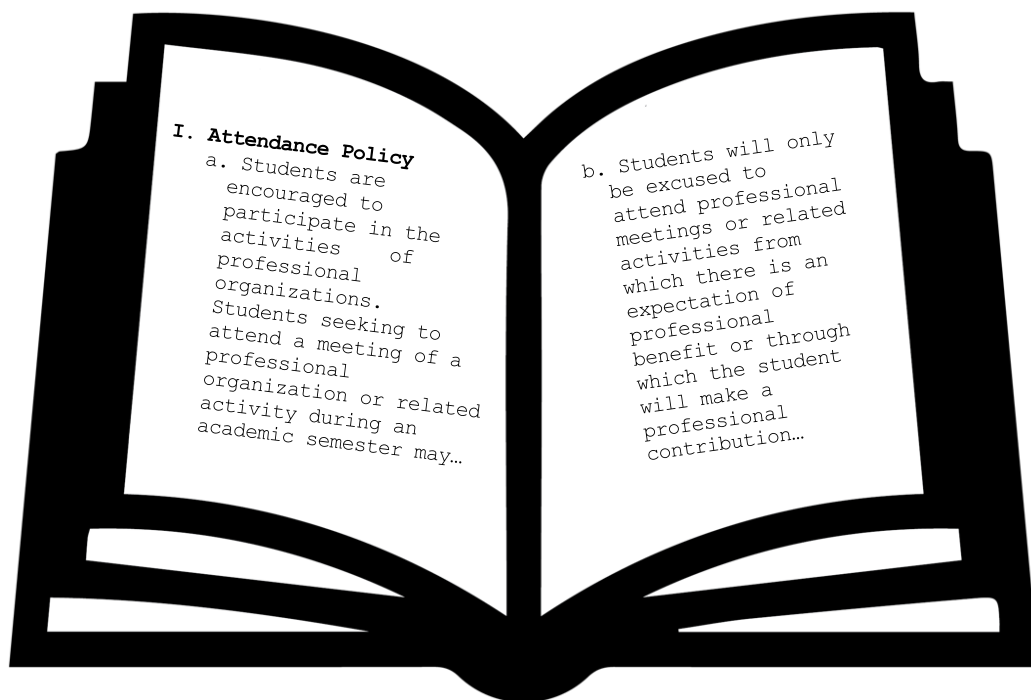 I. Attendance Policy
a. Students are
encouraged to
participate in the
activities of
professional
organizations.
Students seeking to
attend a meeting of a
professional
organization or related
activity during an
academic semester may…
b. Students will only
be excused to
attend professional
meetings or related
activities from
which there is an
expectation of
professional
benefit or through
which the student
will make a
professional
contribution…